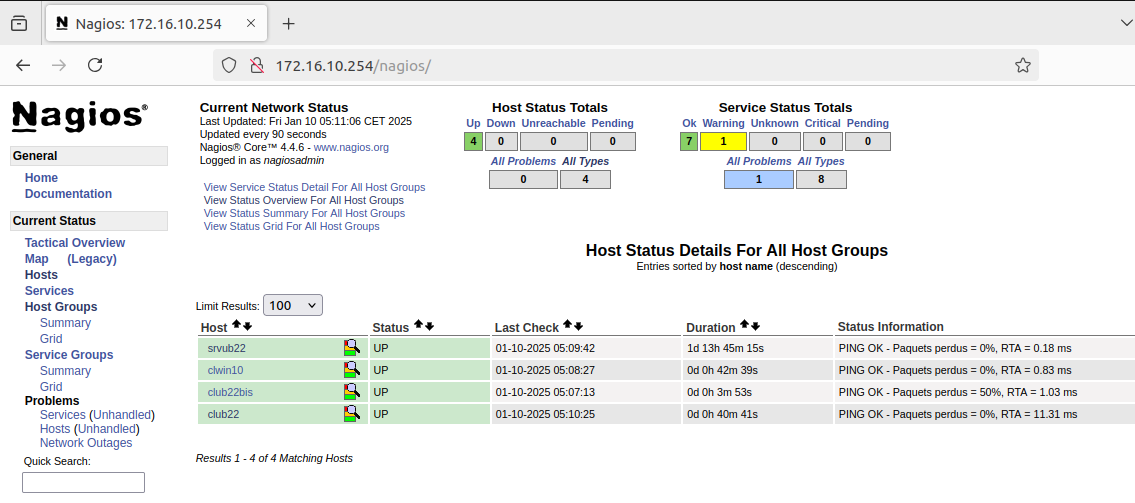 Nagios: 172.16.10.254
172.16.10.254/nagios/
Nagios®
General
Home
Documentation
Current Status
Tactical Overview
Map (Legacy)
Hosts
Services
Host Groups
Summary
Grid
Service Groups
Summary
Grid
Problems
Services (Unhandled)
Hosts (Unhandled)
Network Outages
Quick Search:
Current Network Status
Last Updated: Fri Jan 10 05:11:06 CET 2025
Updated every 90 seconds
Nagios® Core™ 4.4.6 - www.nagios.org
Logged in as nagiosadmin
View Service Status Detail For All Host Groups
View Status Overview For All Host Groups
View Status Summary For All Host Groups
View Status Grid For All Host Groups
Host Status Totals
Up Down Unreachable Pending
4 0 0 0
All Problems All Types
0 4
Service Status Totals
Ok Warning Unknown Critical Pending
7 1 0 0 0
All Problems All Types
1 8
Host Status Details For All Host Groups
Entries sorted by host name (descending)
Limit Results: 100
Host Status Last Check Duration Status Information
srvub22 UP 01-10-2025 05:09:42 1d 13h 45m 15s PING OK - Paquets perdus = 0%, RTA = 0.18 ms
clwin10 UP 01-10-2025 05:08:27 0d 0h 42m 39s PING OK - Paquets perdus = 0%, RTA = 0.83 ms
club22bis UP 01-10-2025 05:07:13 0d 0h 3m 53s PING OK - Paquets perdus = 50%, RTA = 1.03 ms
club22 UP 01-10-2025 05:10:25 0d 0h 40m 41s PING OK - Paquets perdus = 0%, RTA = 11.31 ms
Results 1 - 4 of 4 Matching Hosts